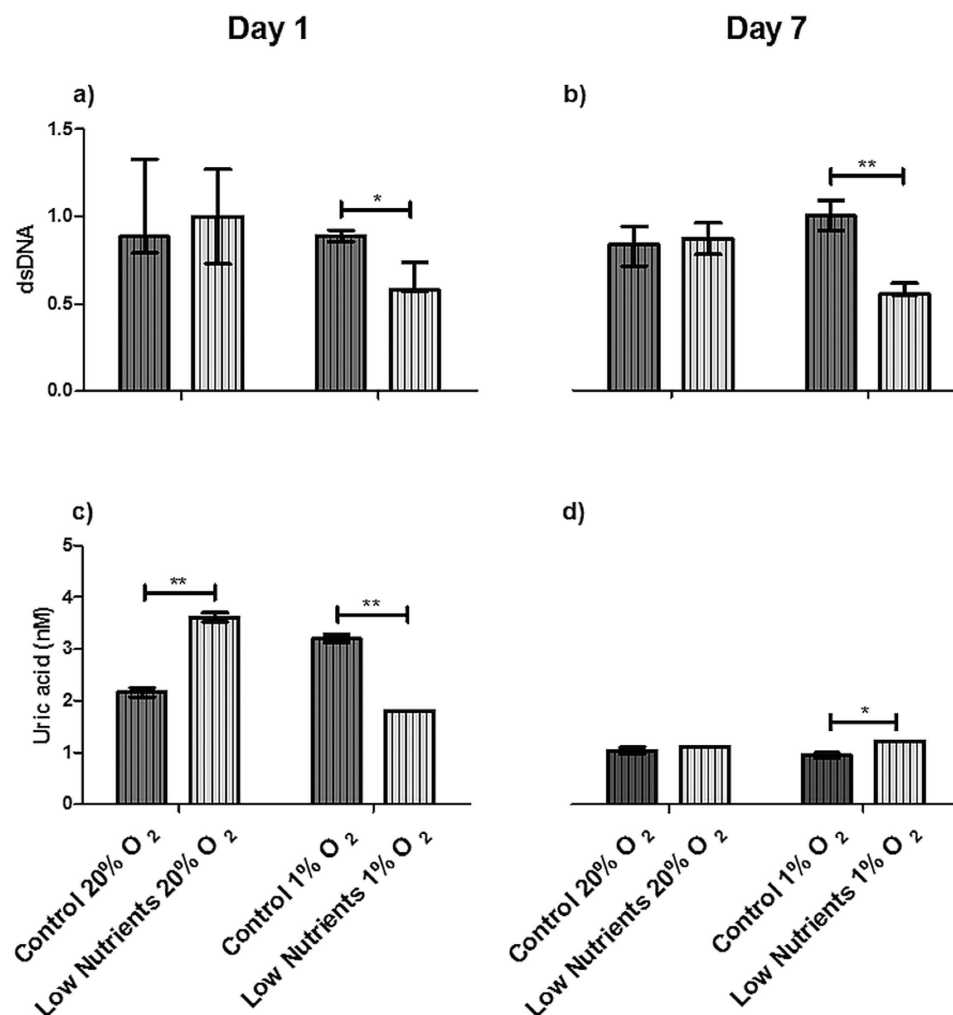 Day 1
Day 7
a)
b)
dsDNA
1.5
1.0
0.5
0.0
*
**
c)
d)
Uric acid (nM)
5
4
3
2
1
0
**
**
*
Control 20% O 2
Low Nutrients 20% O 2
Control 1% O 2
Low Nutrients 1% O 2
Control 20% O 2
Low Nutrients 20% O 2
Control 1% O 2
Low Nutrients 1% O 2